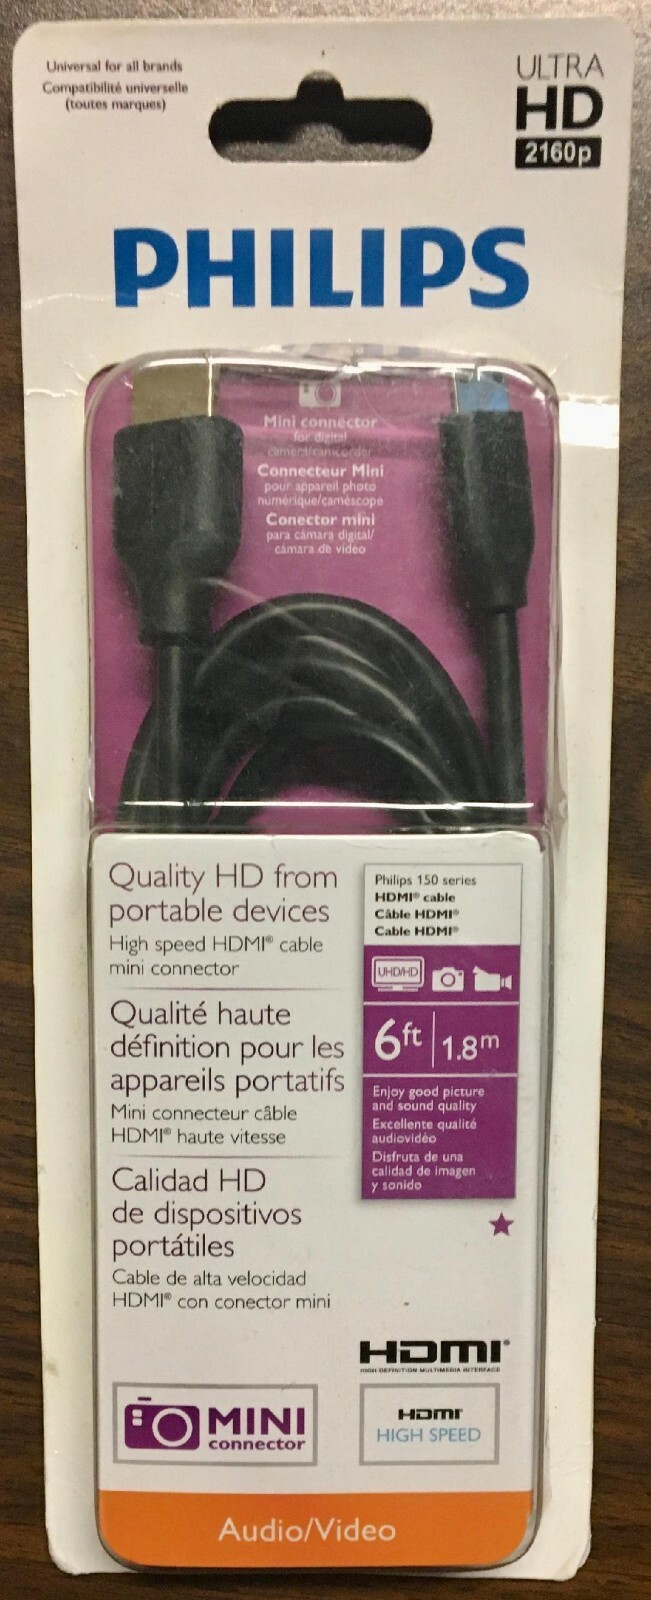 Universal for all brands
Compatibilité universelle
(toutes marques)
ULTRA
HD
2160p
PHILIPS
Mini connector
for digital
camera/camcorder
Connecteur Mini
pour appareil photo
numérique/caméscope
Conector mini
para cámara digital/
cámara de video
Quality HD from
portable devices
High speed HDMI® cable
mini connector
Qualité haute
définition pour les
appareils portatifs
Mini connecteur câble
HDMI® haute vitesse
Calidad HD
de dispositivos
portátiles
Cable de alta velocidad
HDMI® con conector mini
Philips 150 series
HDMI® cable
Câble HDMI®
Cable HDMI®
UHD/HD
6ft 1.8m
Enjoy good picture
and sound quality
Excellente qualité
audiovidéo
Disfruta de una
calidad de imagen
y sonido
HDMI®
HIGH-DEFINITION MULTIMEDIA INTERFACE
MINI
connector
HDMI
HIGH SPEED
Audio/Video